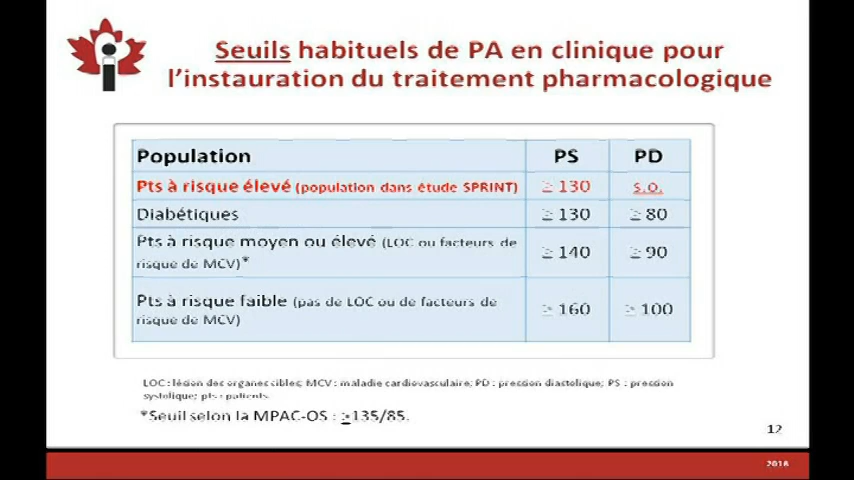 Seuils habituels de PA en clinique pour
l’instauration du traitement pharmacologique
Population PS PD
Pts à risque élevé (population dans étude SPRINT) ≥ 130 s.o.
Diabétiques ≥ 130 ≥ 80
Pts à risque moyen ou élevé (LOC ou facteurs de
risque de MCV)* ≥ 140 ≥ 90
Pts à risque faible (pas de LOC ou de facteurs de
risque de MCV) ≥ 160 ≥ 100
LOC : lésion des organes cibles; MCV : maladie cardiovasculaire; PD : pression diastolique; PS : pression
systolique; pts : patients.
*Seuil selon la MPAC-OS : ≥135/85.
12
2018